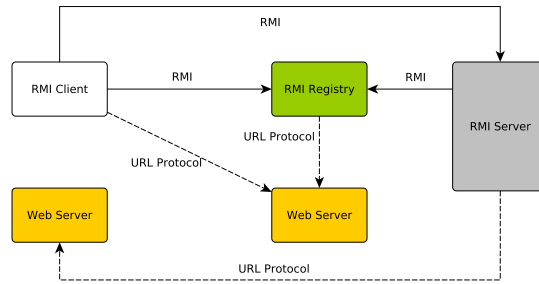 RMI
RMI Client
RMI
RMI Registry
RMI
RMI Server
URL Protocol
URL Protocol
Web Server
Web Server
URL Protocol